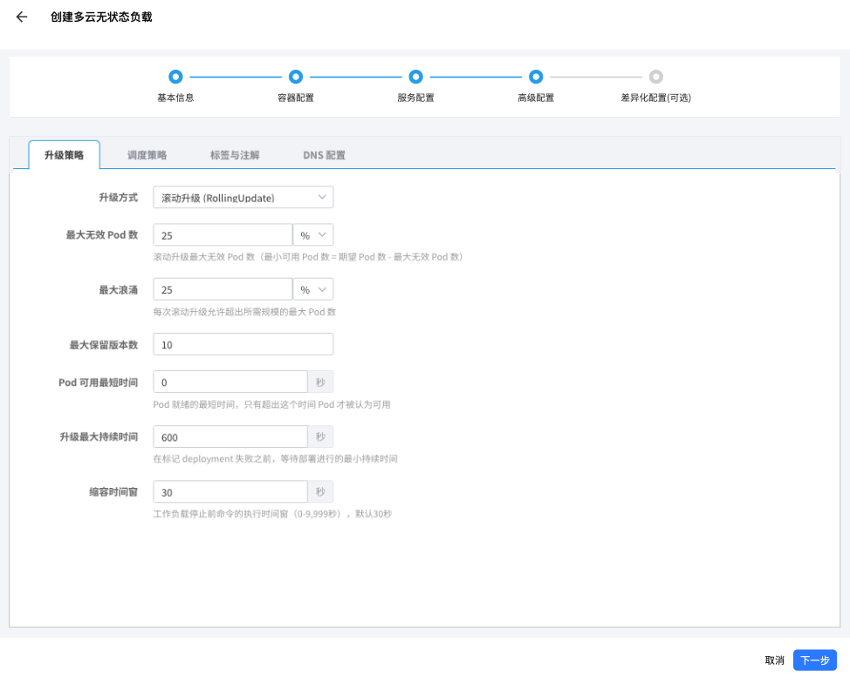 创建多云无状态负载
基本信息
容器配置
服务配置
高级配置
差异化配置(可选)
升级策略
调度策略
标签与注解
DNS 配置
升级方式
滚动升级 (RollingUpdate)
最大无效 Pod 数
25
%
滚动升级最大无效 Pod 数（最小可用 Pod 数 = 期望 Pod 数 - 最大无效 Pod 数）
最大浪涌
25
%
每次滚动升级允许超出所需规模的最大 Pod 数
最大保留版本数
10
Pod 可用最短时间
0
秒
Pod 就绪的最短时间，只有超出这个时间 Pod 才被认为可用
升级最大持续时间
600
秒
在标记 deployment 失败之前，等待部署进行的最小持续时间
缩容时间窗
30
秒
工作负载停止前命令的执行时间窗（0-9,999秒），默认30秒
取消
下一步